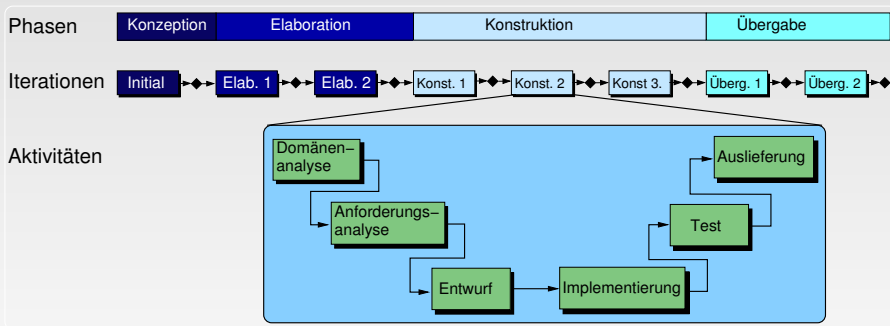 Phasen Konzeption Elaboration Konstruktion Übergabe
Iterationen Initial Elab. 1 Elab. 2 Konst. 1 Konst. 2 Konst 3. Überg. 1 Überg. 2
Aktivitäten
Domänen–
analyse
Auslieferung
Anforderungs–
analyse
Test
Entwurf
Implementierung